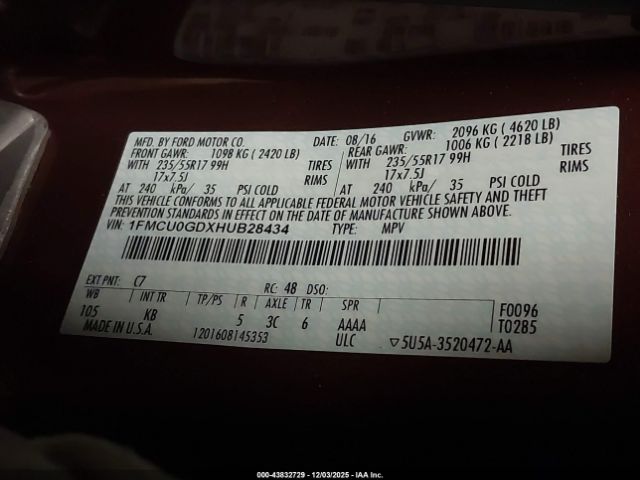 MFD. BY FORD MOTOR CO. DATE: 08/16 GVWR: 2096 KG ( 4620 LB)
FRONT GAWR: 1098 KG ( 2420 LB) REAR GAWR: 1006 KG ( 2218 LB)
WITH 235/55R17 99H TIRES WITH 235/55R17 99H TIRES
17x7.5J RIMS 17x7.5J RIMS
AT 240 kPa/ 35 PSI COLD AT 240 kPa/ 35 PSI COLD
THIS VEHICLE CONFORMS TO ALL APPLICABLE FEDERAL MOTOR VEHICLE SAFETY AND THEFT
PREVENTION STANDARDS IN EFFECT ON THE DATE OF MANUFACTURE SHOWN ABOVE.
VIN: 1FMCU0GDXHUB28434 TYPE: MPV
EXT PNT: C7 RC: 48 DSO:
WB INT TR TP/PS R AXLE TR SPR F0096
105 KB 5 3C 6 AAAA T0285
MADE IN U.S.A. 1201608145353 ULC ▽5U5A-3520472-AA
000-43832729 - 12/03/2025 - IAA Inc.